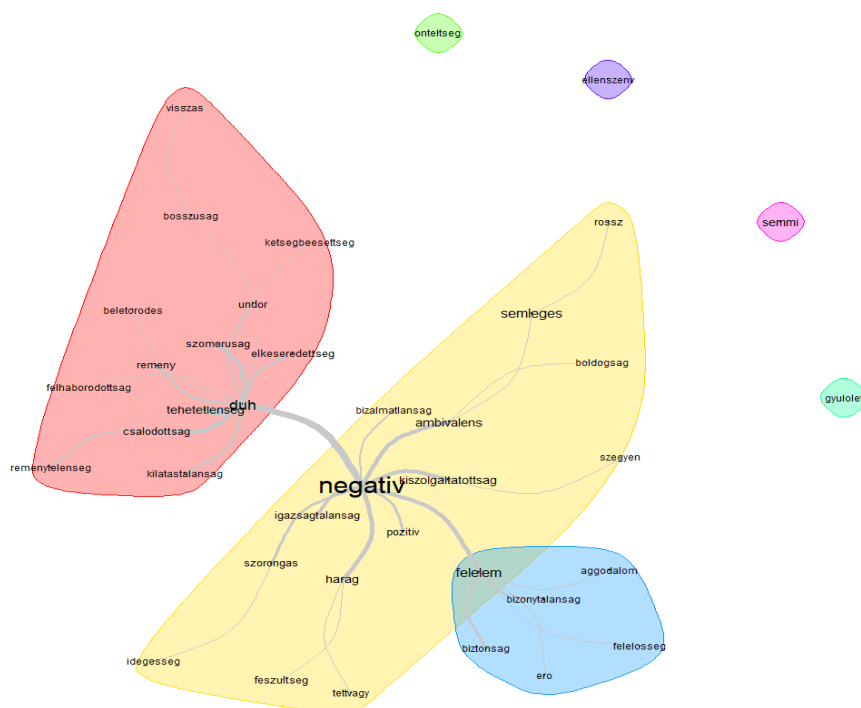 onteltseg
ellenszenv
visszas
bosszusag
rossz
semmi
ketsegbeesettseg
undor
beletorodes
semleges
szomorusag
elkeseredettseg
remeny
boldogsag
felhaborodottsag
gyulolet
duh
tehetetlenseg
bizalmatlansag
csalodottsag
ambivalens
remenytelenseg
kilatastalansag
szegyen
kiszolgaltatottsag
negativ
igazsagtalansag
pozitiv
szorongas
harag
felelem
aggodalom
bizonytalansag
idegesseg
feszultseg
tettvagy
biztonsag
felelosseg
ero